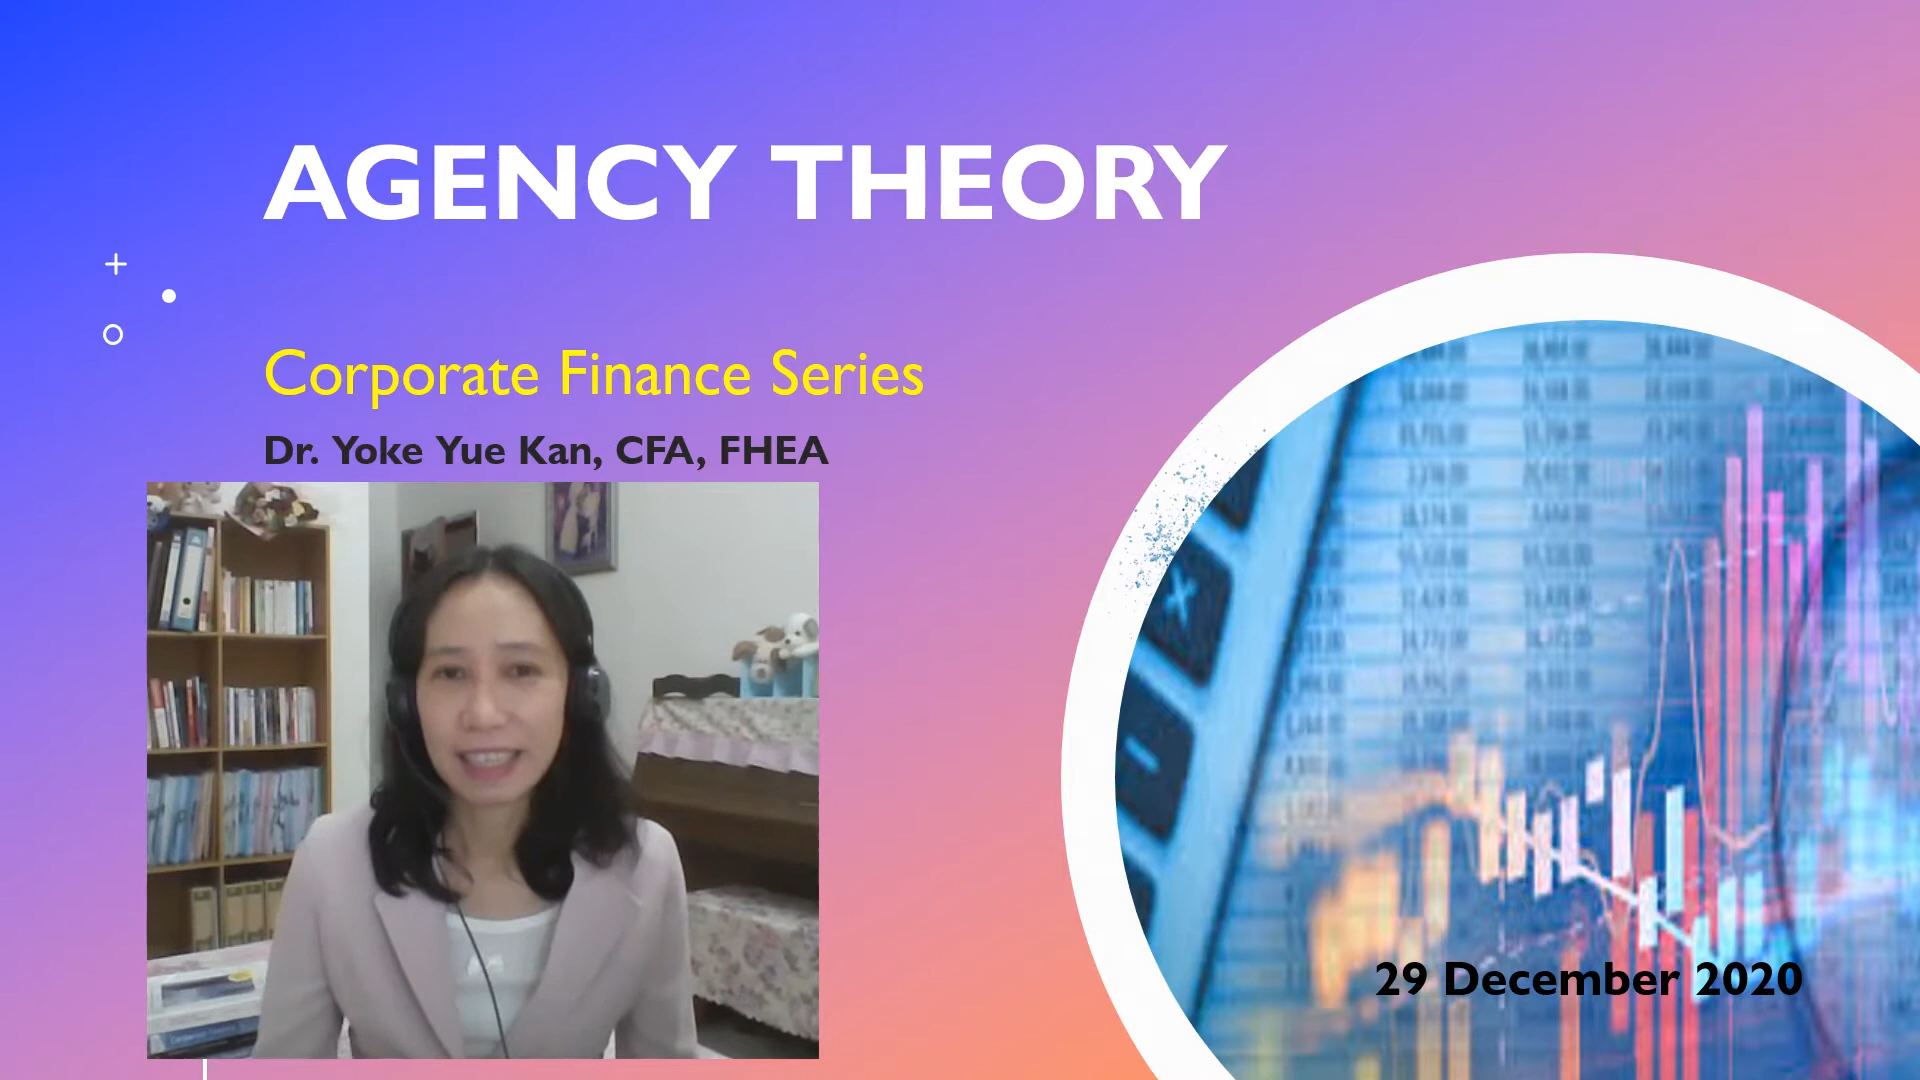 AGENCY THEORY
Corporate Finance Series
Dr. Yoke Yue Kan, CFA, FHEA
29 December 2020